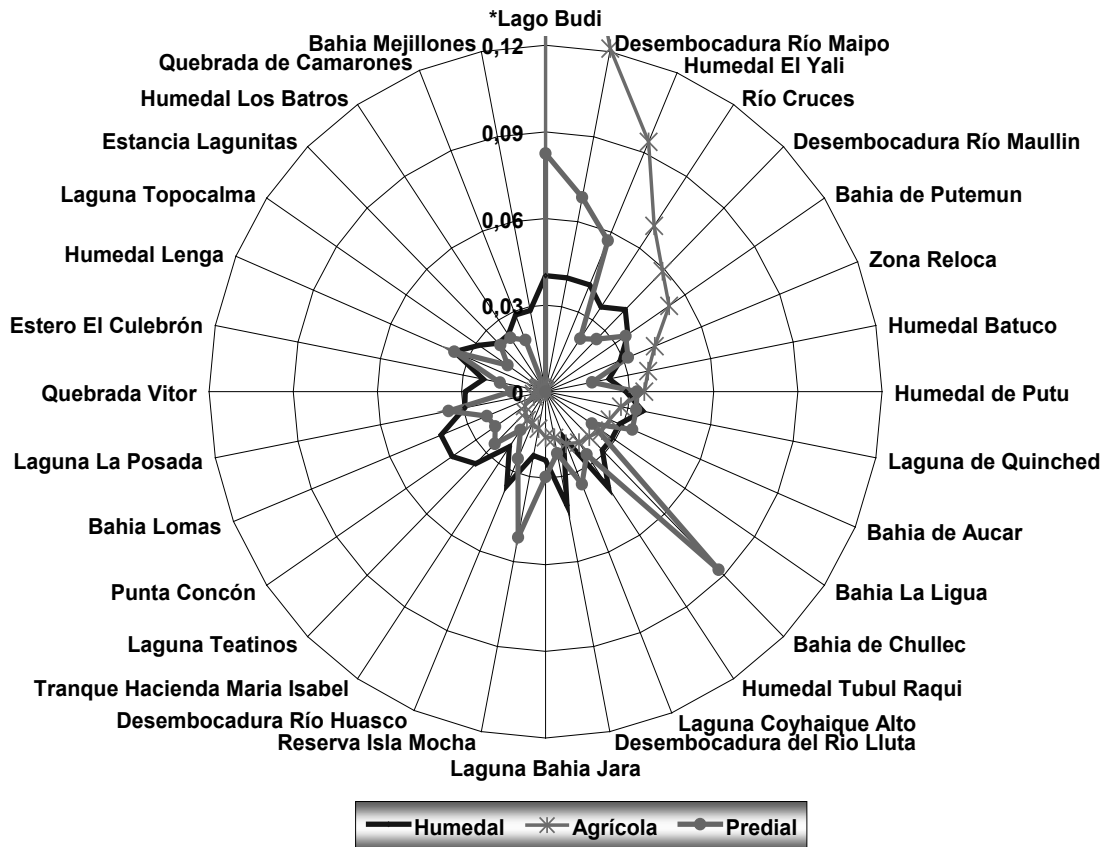 *Lago Budi
Desembocadura Río Maipo
Humedal El Yali
Río Cruces
Desembocadura Río Maullin
Bahia de Putemun
Zona Reloca
Humedal Batuco
Humedal de Putu
Laguna de Quinched
Bahia de Aucar
Bahia La Ligua
Bahia de Chullec
Humedal Tubul Raqui
Laguna Coyhaique Alto
Desembocadura del Rio Lluta
Laguna Bahia Jara
Reserva Isla Mocha
Desembocadura Río Huasco
Tranque Hacienda Maria Isabel
Laguna Teatinos
Punta Concón
Bahia Lomas
Laguna La Posada
Quebrada Vitor
Estero El Culebrón
Humedal Lenga
Laguna Topocalma
Estancia Lagunitas
Humedal Los Batros
Quebrada de Camarones
Bahia Mejillones
0,12
0,09
0,06
0,03
0
Humedal Agrícola Predial